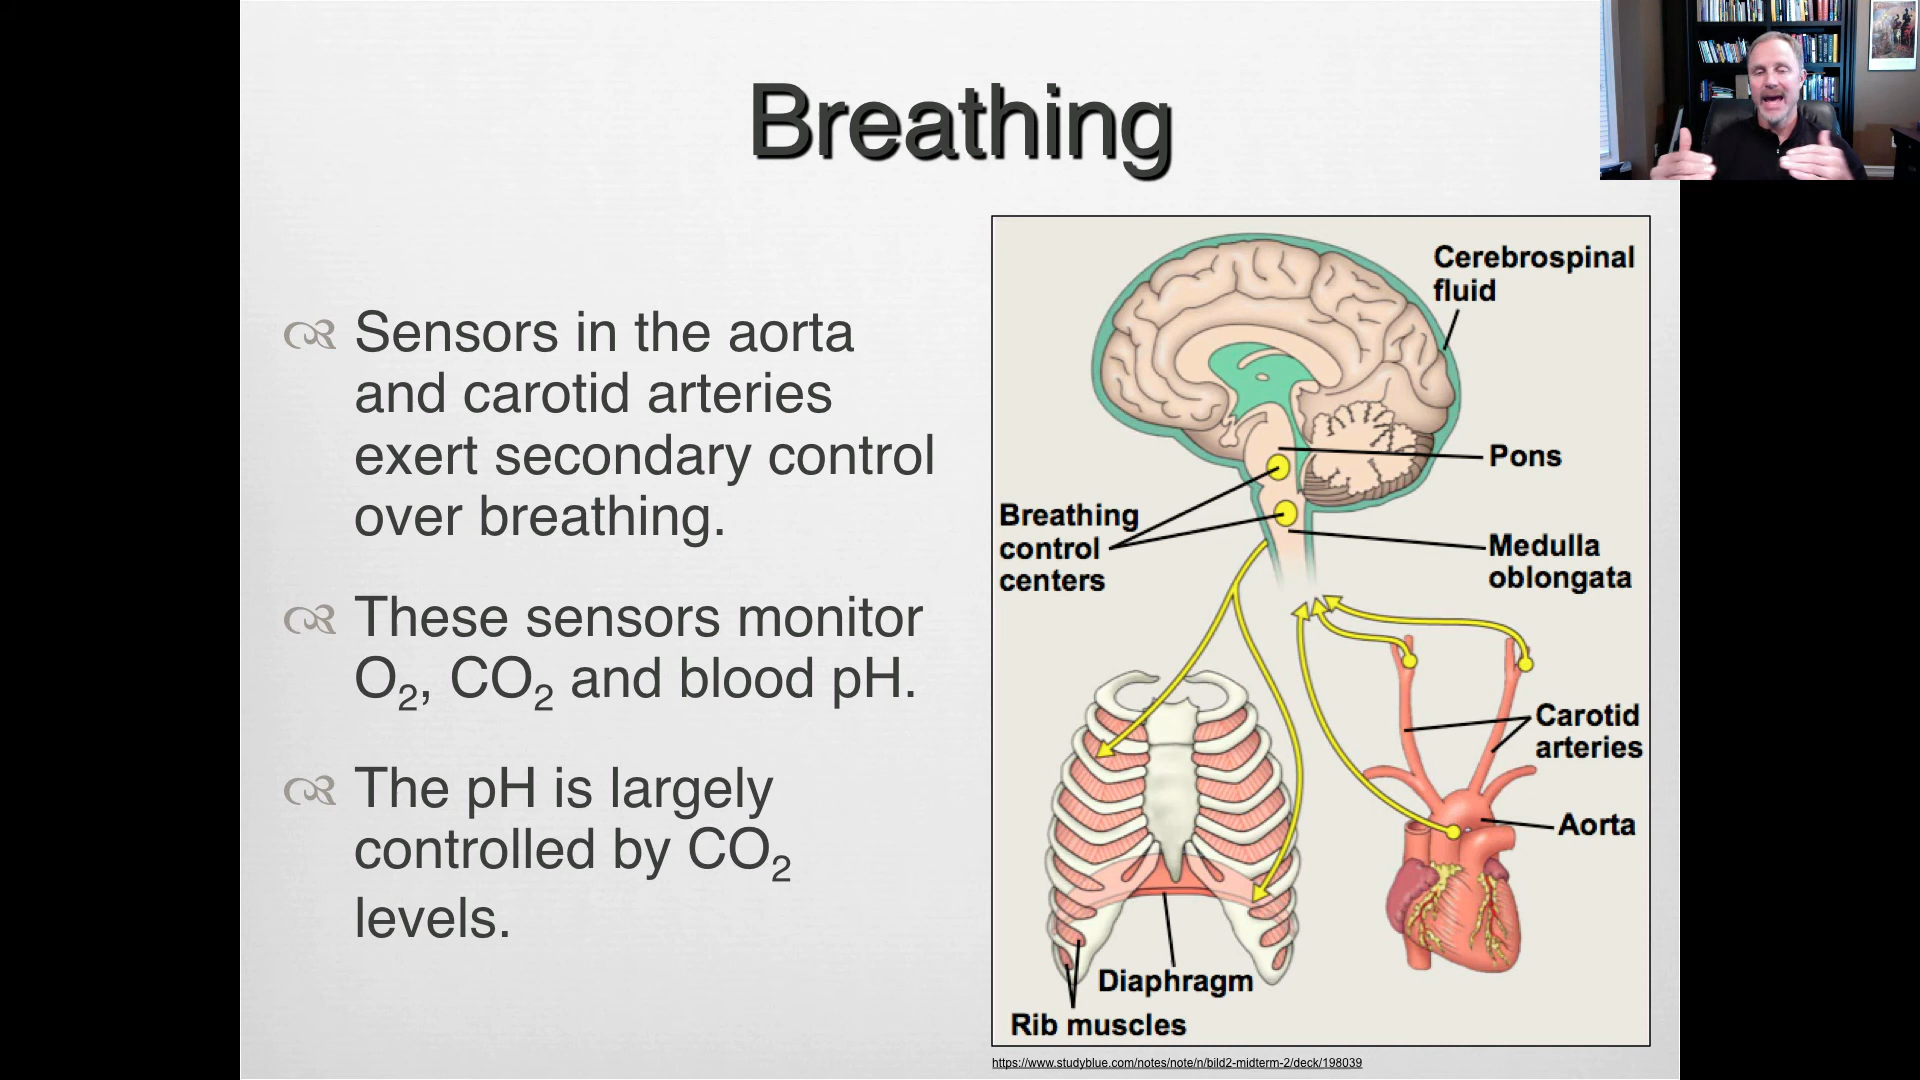 Breathing
Sensors in the aorta
and carotid arteries
exert secondary control
over breathing.
These sensors monitor
O₂, CO₂ and blood pH.
The pH is largely
controlled by CO₂
levels.
Cerebrospinal
fluid
Pons
Breathing
control
centers
Medulla
oblongata
Carotid
arteries
Aorta
Diaphragm
Rib muscles
https://www.studyblue.com/notes/note/n/bild2-midterm-2/deck/198039